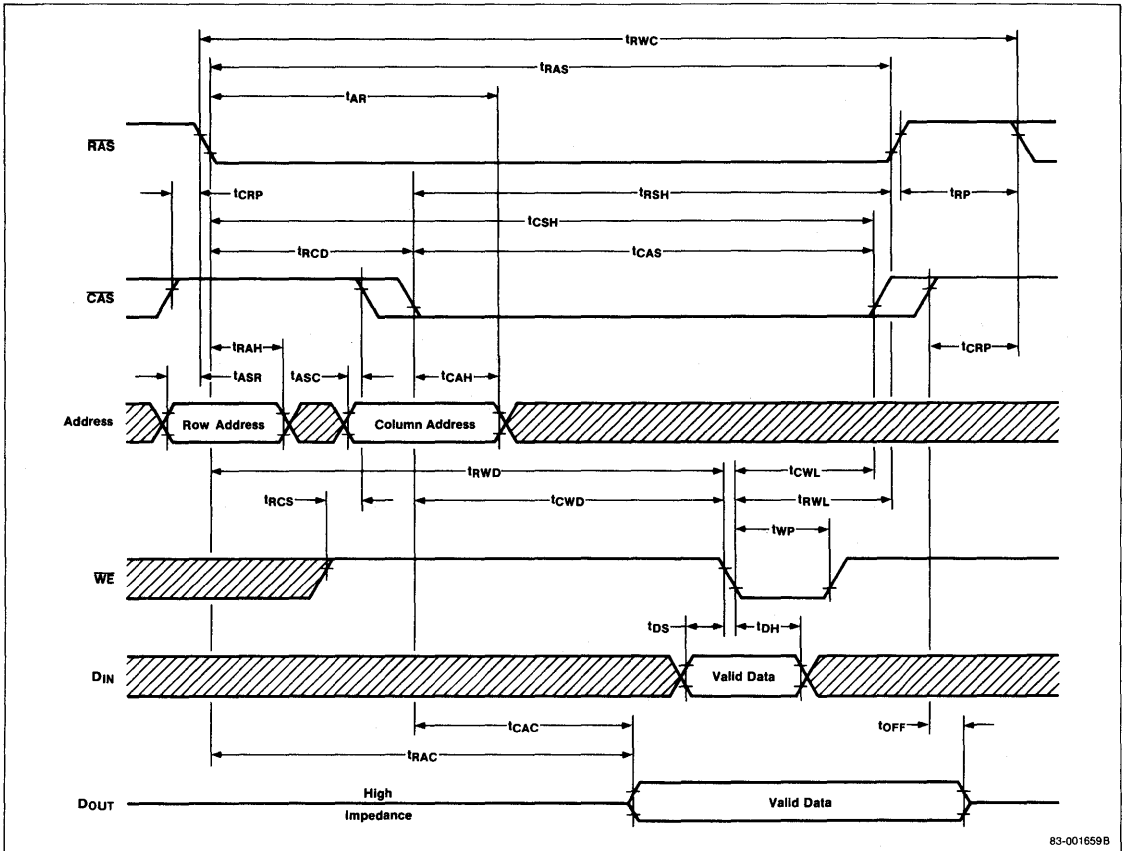 tRWC
tRAS
tAR
RAS
tCRP
tRSH
tRP
tCSH
tRCD
tCAS
CAS
tRAH
tCRP
tASR
tASC
tCAH
Address
Row Address
Column Address
tRWD
tCWL
tRCS
tCWD
tRWL
tWP
WE
tDS
tDH
DIN
Valid Data
tCAC
tOFF
tRAC
DOUT
High
Impedance
Valid Data
83-001659B